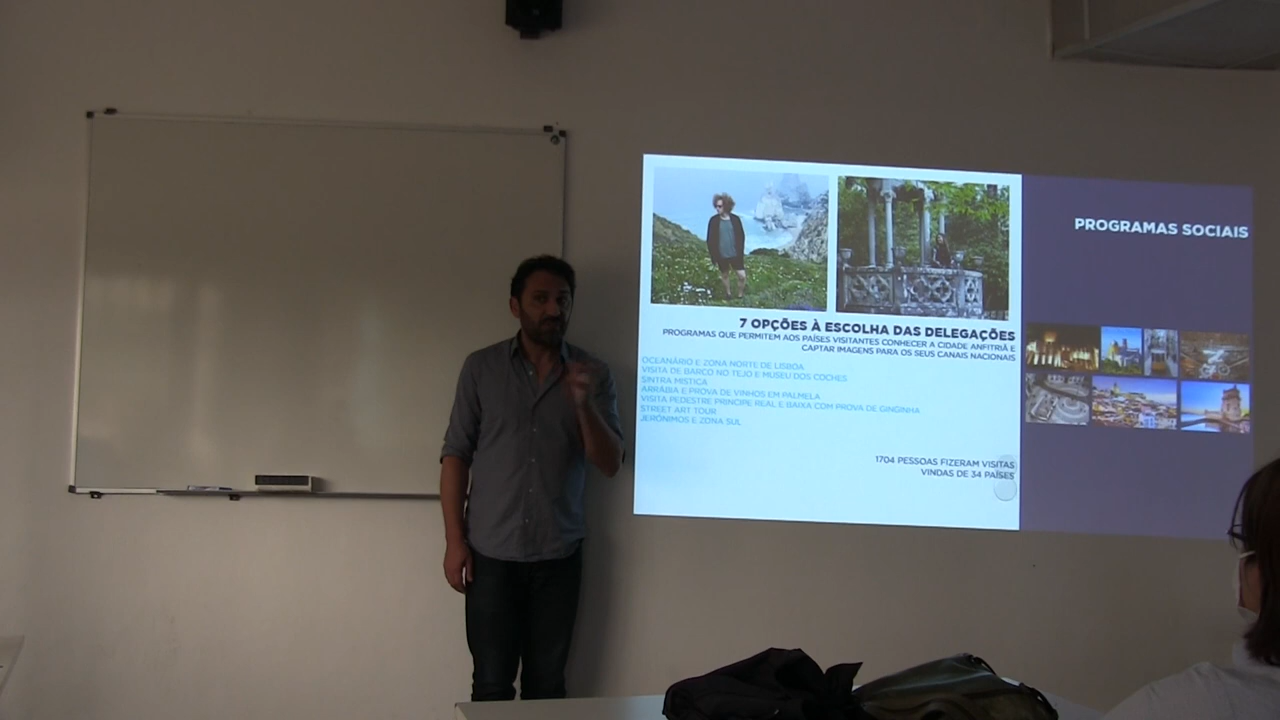 PROGRAMAS SOCIAIS
7 OPÇÕES À ESCOLHA DAS DELEGAÇÕES
PROGRAMAS QUE PERMITEM AOS PAÍSES VISITANTES CONHECER A CIDADE ANFITRIÃ E
CAPTAR IMAGENS PARA OS SEUS CANAIS NACIONAIS
OCEANÁRIO E ZONA NORTE DE LISBOA
VISITA DE BARCO NO TEJO E MUSEU DOS COCHES
SINTRA MISTICA
ARRÁBIA E PROVA DE VINHOS EM PALMELA
VISITA PEDESTRE PRINCIPE REAL E BAIXA COM PROVA DE GINGINHA
STREET ART TOUR
JERÓNIMOS E ZONA SUL
1704 PESSOAS FIZERAM VISITAS
VINDAS DE 34 PAÍSES